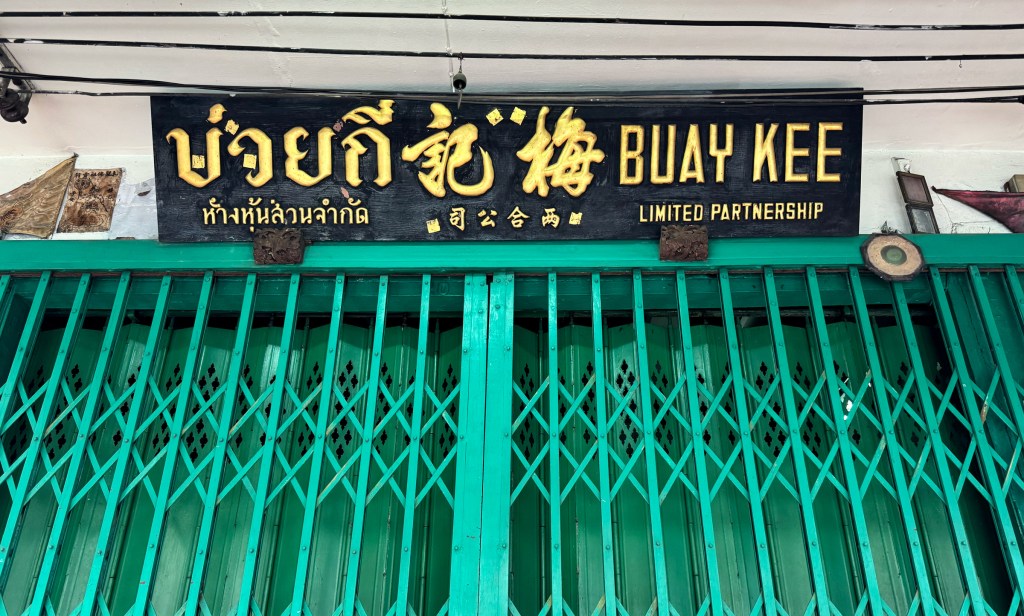 บ้วยกี่ 記梅 BUAY KEE
ห้างหุ้นส่วนจำกัด 司公合兩 LIMITED PARTNERSHIP